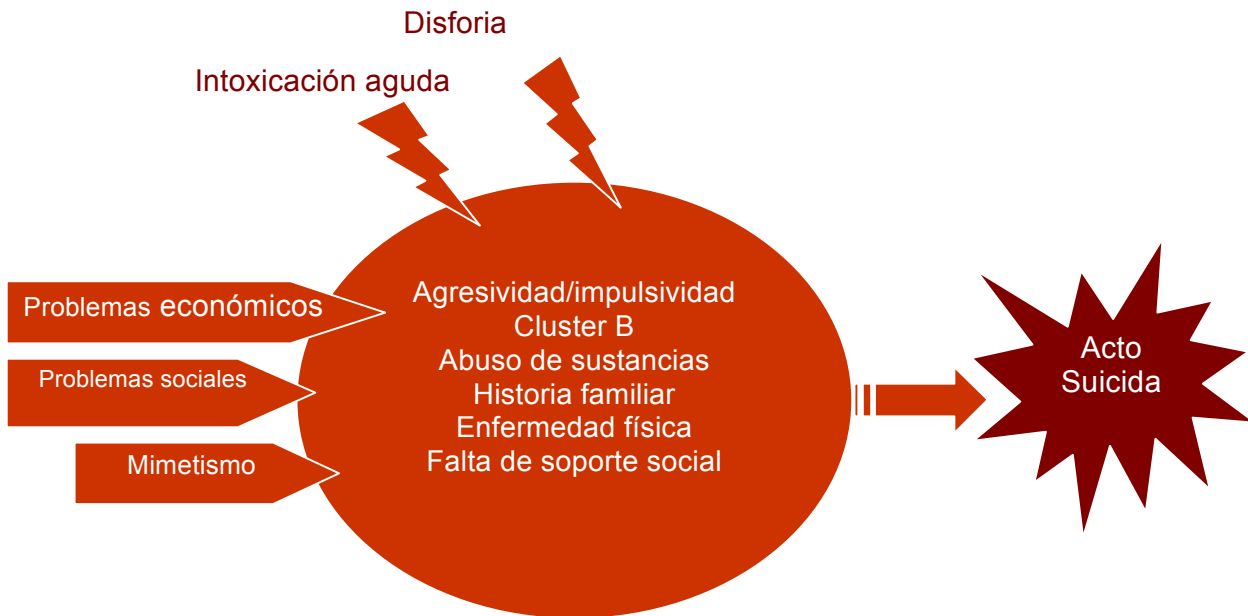 Disforia
Intoxicación aguda
Problemas económicos
Problemas sociales
Mimetismo
Agresividad/impulsividad
Cluster B
Abuso de sustancias
Historia familiar
Enfermedad física
Falta de soporte social
Acto
Suicida